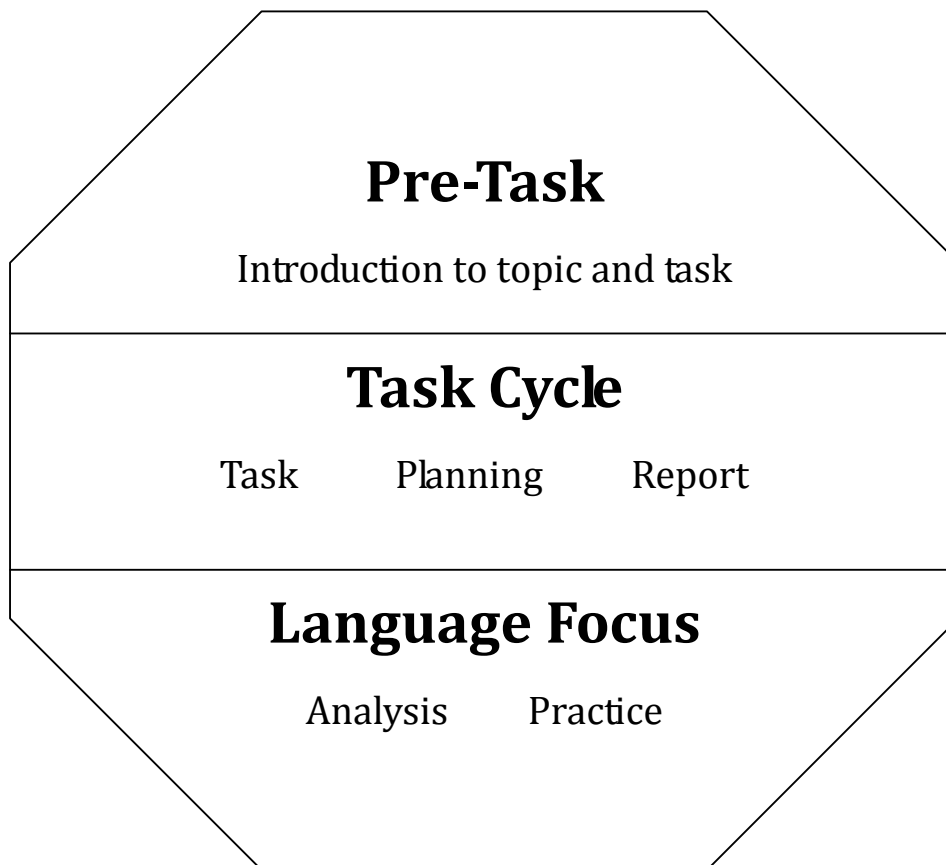 Pre-Task
Introduction to topic and task
Task Cycle
Task Planning Report
Language Focus
Analysis Practice